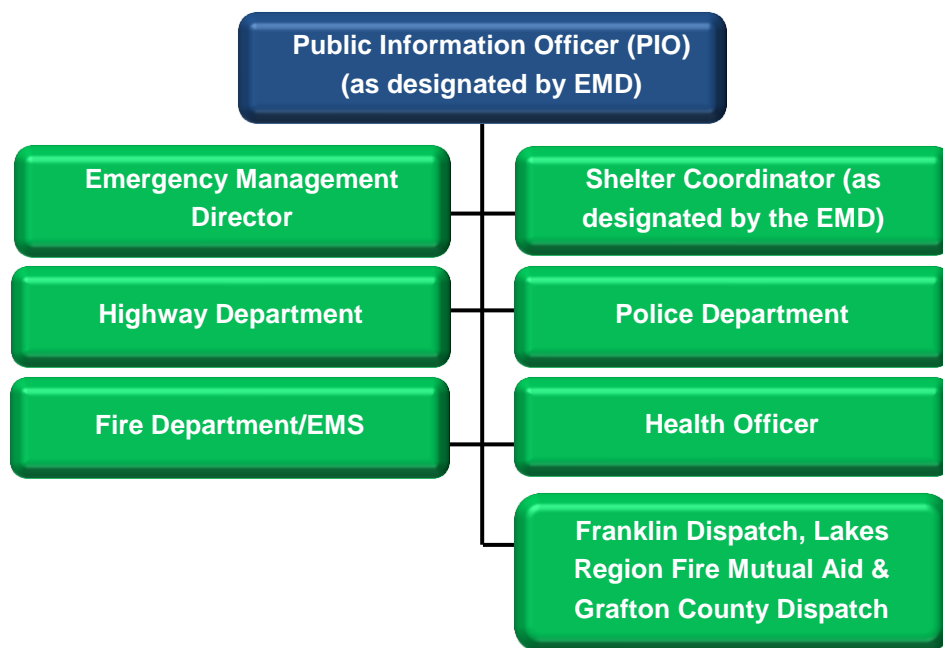 Public Information Officer (PIO)
(as designated by EMD)
Emergency Management
Director
Shelter Coordinator (as
designated by the EMD)
Highway Department
Police Department
Fire Department/EMS
Health Officer
Franklin Dispatch, Lakes
Region Fire Mutual Aid &
Grafton County Dispatch